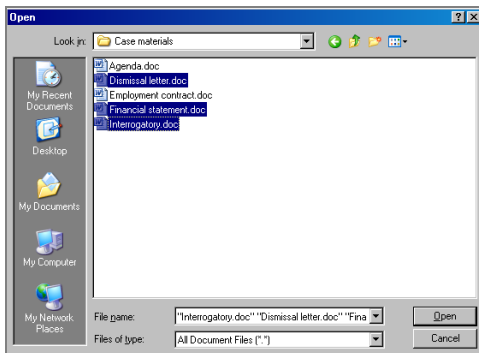 Open
Look in:
Case materials
Agenda.doc
Dismissal letter.doc
Employment contract.doc
Financial statement.doc
Interrogatory.doc
My Recent
Documents
Desktop
My Documents
My Computer
My Network
Places
File name:
"Interrogatory.doc" "Dismissal letter.doc" "Fina
Open
Files of type:
All Document Files (*.*)
Cancel